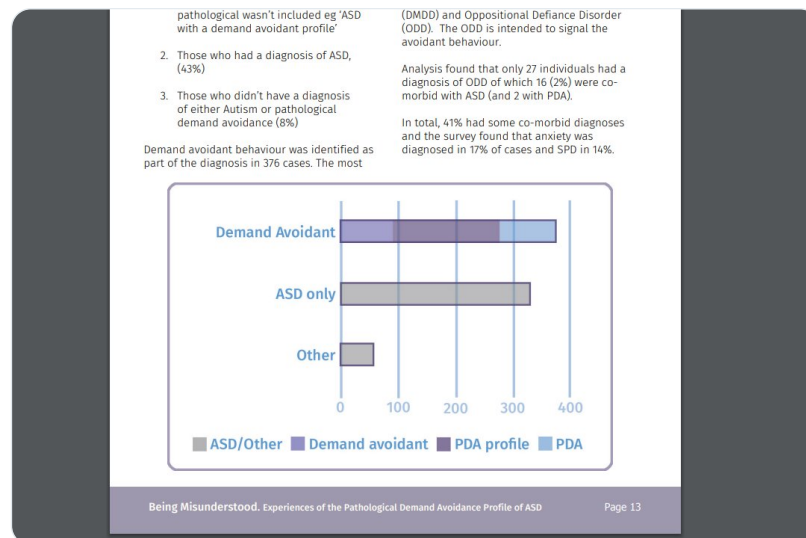 pathological wasn't included eg 'ASD
with a demand avoidant profile'
2. Those who had a diagnosis of ASD,
(43%)
3. Those who didn't have a diagnosis
of either Autism or pathological
demand avoidance (8%)
Demand avoidant behaviour was identified as
part of the diagnosis in 376 cases. The most
(DMDD) and Oppositional Defiance Disorder
(ODD). The ODD is intended to signal the
avoidant behaviour.
Analysis found that only 27 individuals had a
diagnosis of ODD of which 16 (2%) were co-
morbid with ASD (and 2 with PDA).
In total, 41% had some co-morbid diagnoses
and the survey found that anxiety was
diagnosed in 17% of cases and SPD in 14%.
Demand Avoidant
ASD only
Other
0 100 200 300 400
ASD/Other Demand avoidant PDA profile PDA
Being Misunderstood. Experiences of the Pathological Demand Avoidance Profile of ASD Page 13